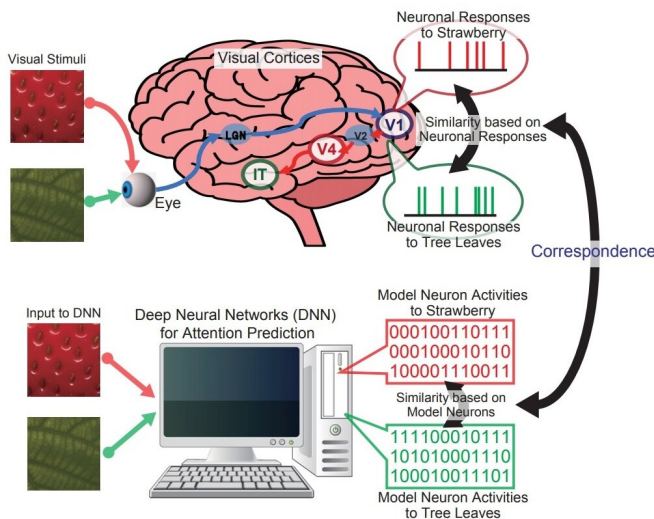 Visual Stimuli
Visual Cortices
Neuronal Responses
to Strawberry
LGN
V2
V1
V4
IT
Eye
Similarity based on
Neuronal Responses
Neuronal Responses
to Tree Leaves
Correspondence
Input to DNN
Deep Neural Networks (DNN)
for Attention Prediction
Model Neuron Activities
to Strawberry
000100110111
000100010110
100001110011
Similarity based on
Model Neurons
111100010111
101010001110
100010011101
Model Neuron Activities
to Tree Leaves